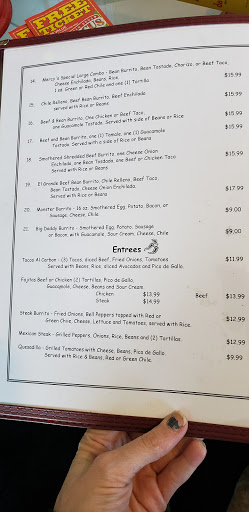 FREE
TICKET
14. Marco's Special Large Combo - Bean Burrito, Bean Tostada, Chorizo, or Beef Taco,
Cheese Enchilada, Beans, Rice,
1 oz. Green or Red Chile and one (1) Tortilla $15.99
15. Chile Relleno, Beef Bean Burrito, Beef Enchilada
served with Rice or Beans $15.99
16. Beef & Bean Burrito, One Chicken or Beef Taco,
one Guacamole Tostada, Served with side of Beans or Rice $15.99
17. Beef and Beans Burrito, one (1) Tamale, one (1) Guacamole
Tostada, Served with a side of Rice or Beans $15.99
18. Smothered Shredded Beef Burrito, one Cheese Onion
Enchilada, one Bean Tostada, one Beef or Chicken Taco
Served with Rice or Beans $15.99
19. El Grande Beef Bean Burrito, Chile Relleno, Beef Taco,
Bean Tostada, Cheese Onion Enchilada,
Served with Rice or Beans $17.99
20. Monster Burrito - 16 oz. Smothered Egg, Potato, Bacon, or
Sausage, Cheese, Chile $9.00
21. Big Daddy Burrito - Smothered Egg, Potato, Sausage,
or Bacon, with Guacamole, Sour Cream, Cheese, Chile $9.00
Entrees
Tacos Al Carbon - (3) Tacos, diced Beef, Fried Onions, Tomatoes $11.99
Served with Beans, Rice, sliced Avocados and Pico de Gallo.
Fajitas Beef or Chicken (2) Tortillas, Pico de Gallo,
Guacamole, Cheese, Beans and Sour Cream.
Chicken $13.99 Beef $13.99
Steak $14.99
Steak Burrito - Fried Onions, Bell Peppers topped with Red or
Green Chile, Cheese, Lettuce and Tomatoes, served with Rice. $12.99
Mexican Steak - Grilled Peppers, Onions, Rice, Beans and (2) Tortillas. $12.99
Quesadilla - Grilled Tomatoes with Cheese, Beans, Pico de Gallo.
Served with Rice & Beans, Red or Green Chile. $9.99